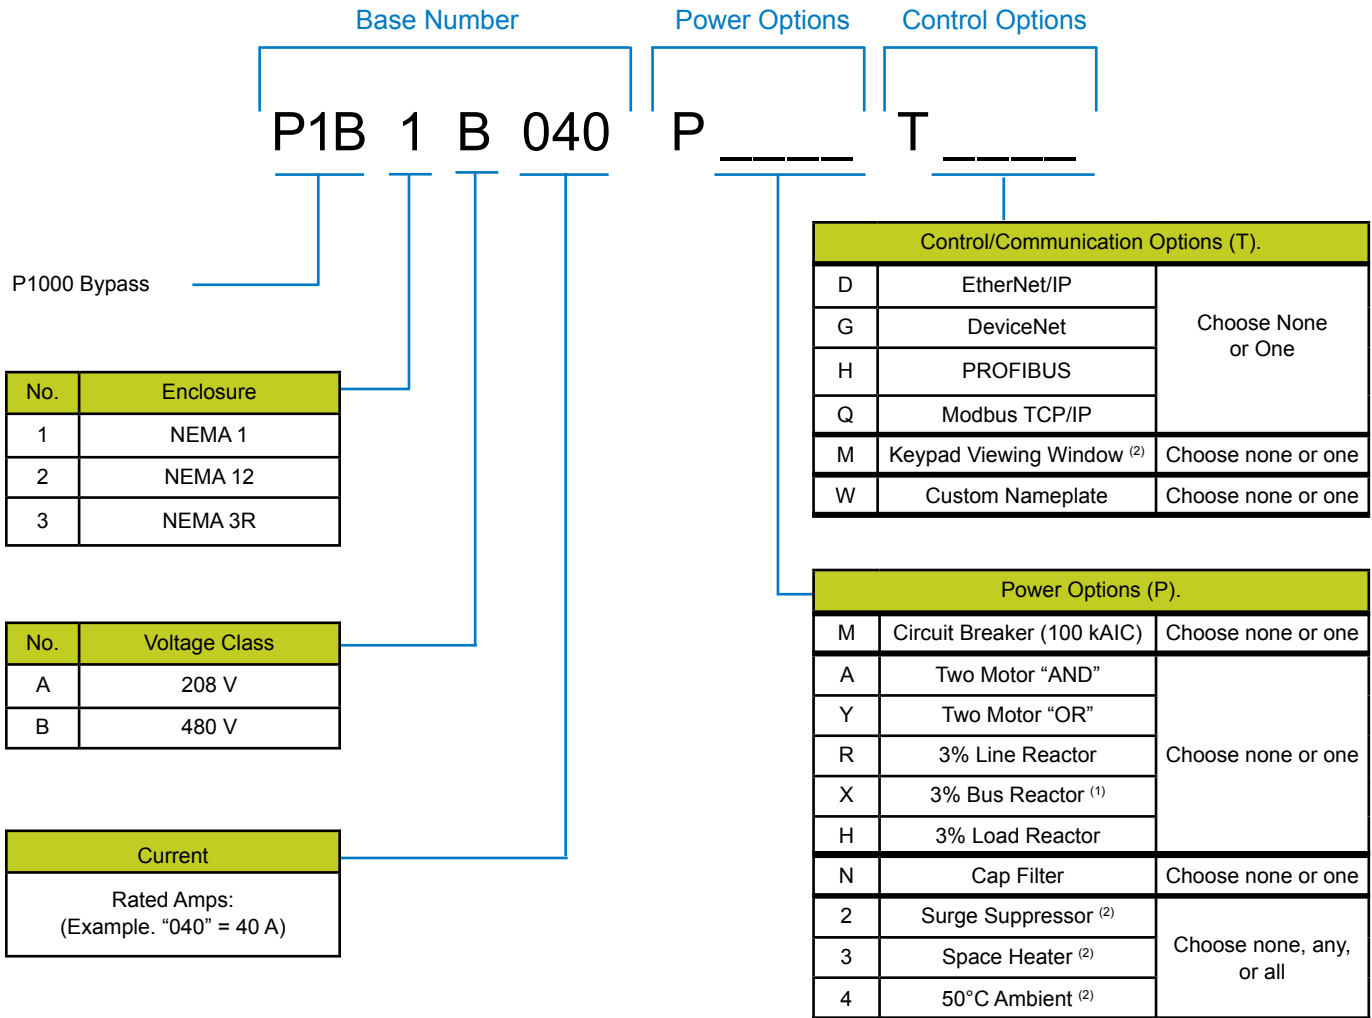 Base Number Power Options Control Options
P1B 1 B 040 P ____ T ____
P1000 Bypass
No. Enclosure
1 NEMA 1
2 NEMA 12
3 NEMA 3R
No. Voltage Class
A 208 V
B 480 V
Current
Rated Amps:
(Example. “040” = 40 A)
Control/Communication Options (T).
D EtherNet/IP
G DeviceNet
H PROFIBUS
Q Modbus TCP/IP
Choose None
or One
M Keypad Viewing Window (2) Choose none or one
W Custom Nameplate Choose none or one
Power Options (P).
M Circuit Breaker (100 kAIC) Choose none or one
A Two Motor “AND”
Y Two Motor “OR”
R 3% Line Reactor
X 3% Bus Reactor (1)
H 3% Load Reactor
Choose none or one
N Cap Filter Choose none or one
2 Surge Suppressor (2)
3 Space Heater (2)
4 50°C Ambient (2)
Choose none, any,
or all